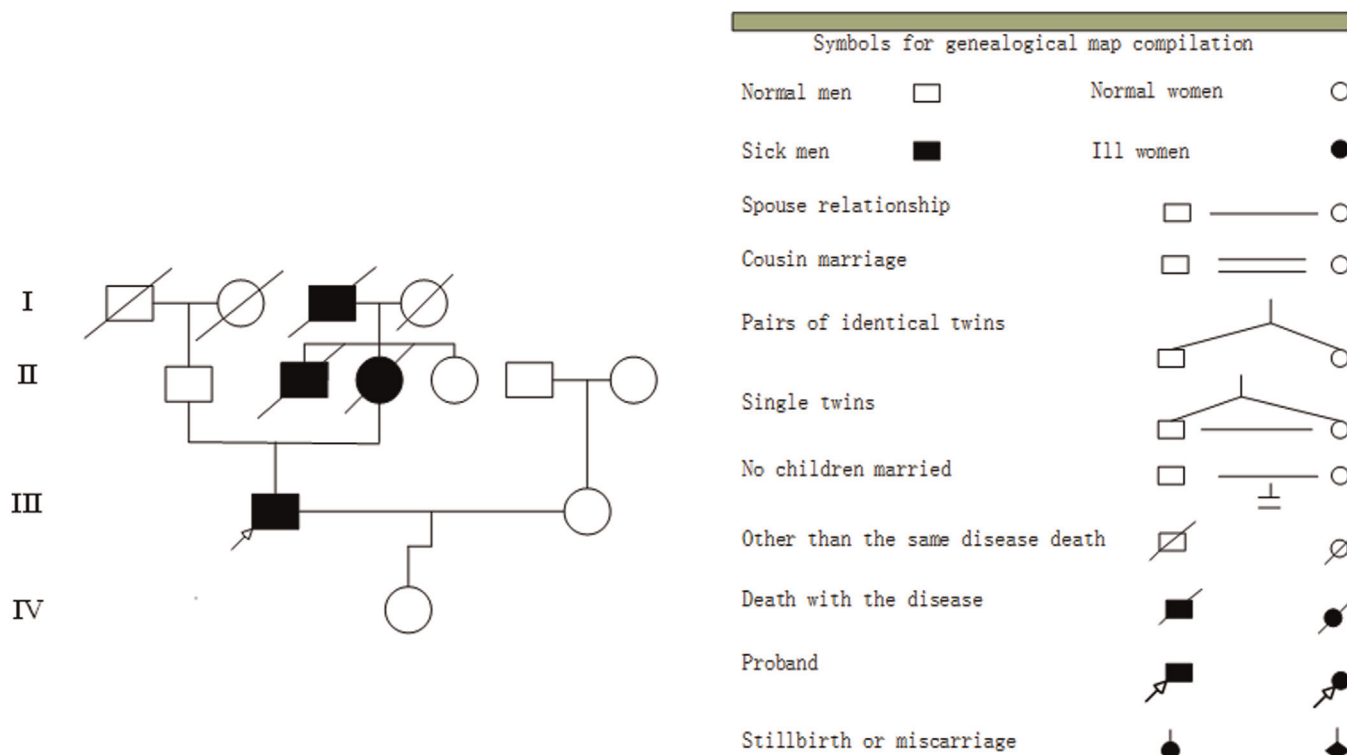 Symbols for genealogical map compilation
Normal men
Normal women
Sick men
Ill women
Spouse relationship
Cousin marriage
Pairs of identical twins
Single twins
No children married
Other than the same disease death
Death with the disease
Proband
Stillbirth or miscarriage
I
II
III
IV